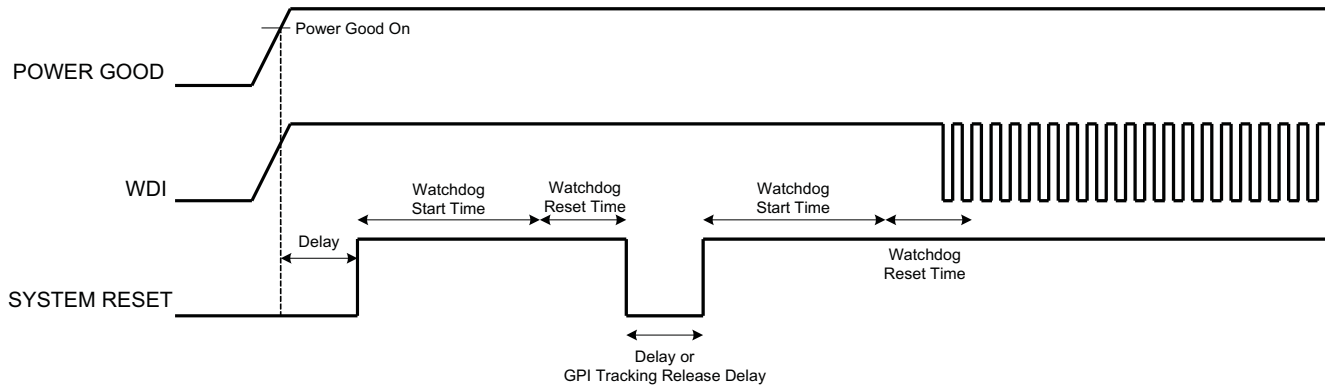 Power Good On
POWER GOOD
WDI
Watchdog
Start Time
Watchdog
Reset Time
Watchdog
Start Time
Delay
Watchdog
Reset Time
SYSTEM RESET
Delay or
GPI Tracking Release Delay